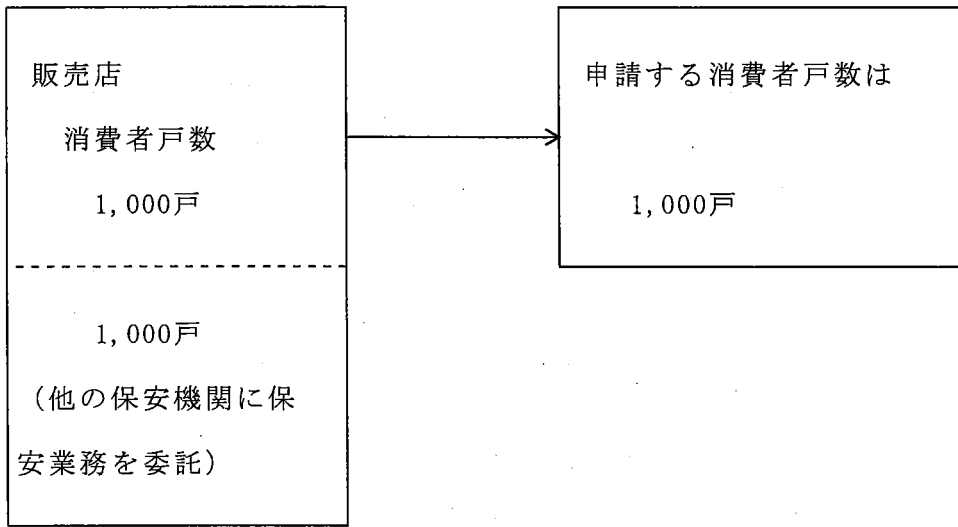 販売店
消費者戸数
1,000戸
1,000戸
(他の保安機関に保
安業務を委託)
申請する消費者戸数は
1,000戸